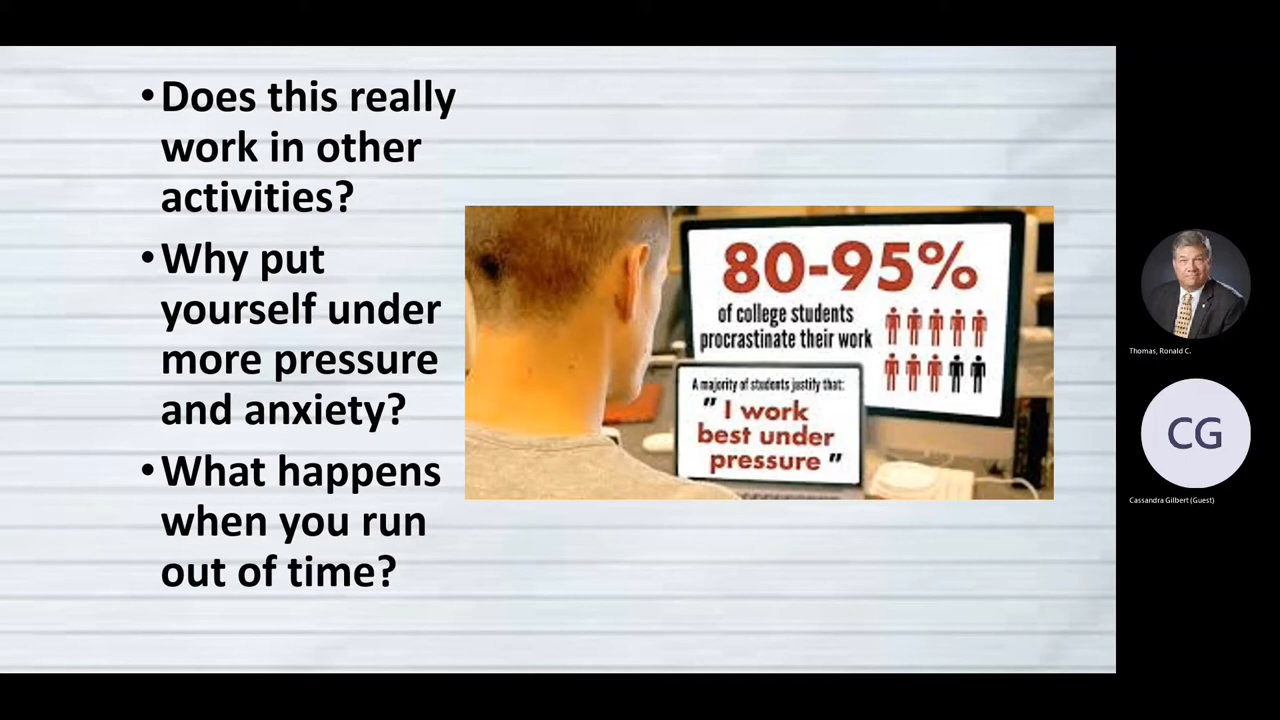 •Does this really
work in other
activities?
•Why put
yourself under
more pressure
and anxiety?
•What happens
when you run
out of time?
80-95%
of college students
procrastinate their work
A majority of students justify that:
" I work
best under
pressure "
Thomas, Ronald C.
CG
Cassandra Gilbert (Guest)